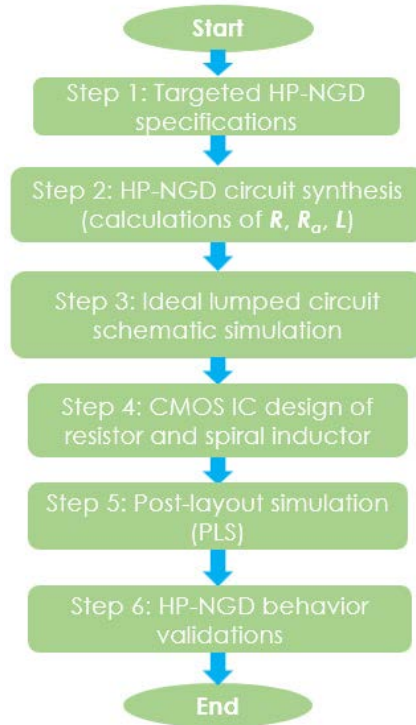 Start
Step 1: Targeted HP-NGD
specifications
Step 2: HP-NGD circuit synthesis
(calculations of R, Ra, L)
Step 3: Ideal lumped circuit
schematic simulation
Step 4: CMOS IC design of
resistor and spiral inductor
Step 5: Post-layout simulation
(PLS)
Step 6: HP-NGD behavior
validations
End